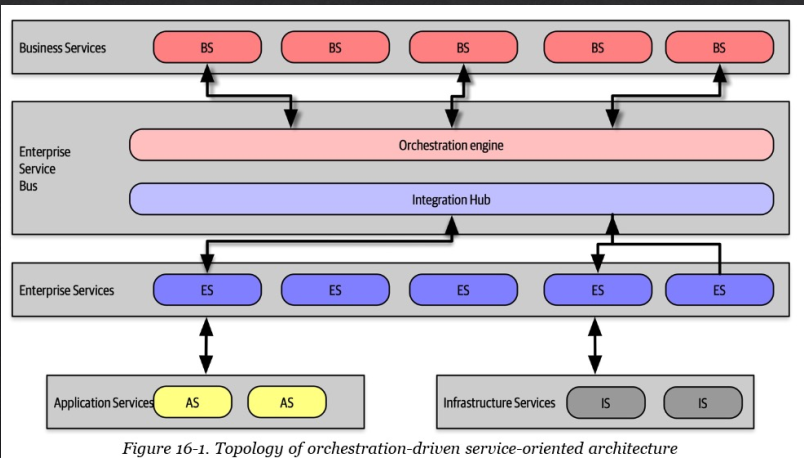 Business Services BS BS BS BS BS
Enterprise
Service
Bus
Orchestration engine
Integration Hub
Enterprise Services ES ES ES ES ES
Application Services AS AS
Infrastructure Services IS IS
Figure 16-1. Topology of orchestration-driven service-oriented architecture